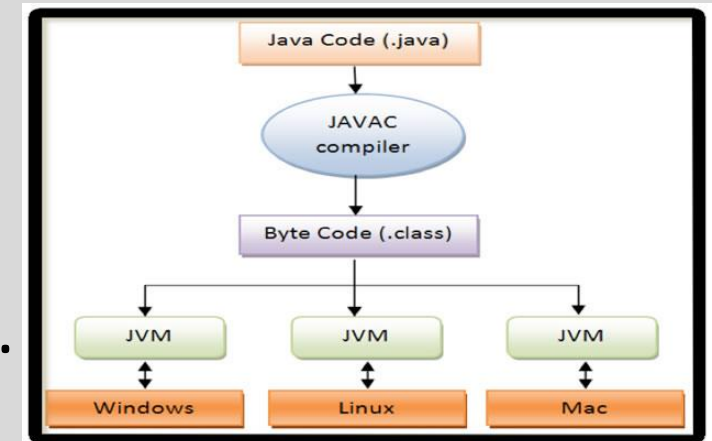 Java Code (.java)
JAVAC
compiler
Byte Code (.class)
JVM JVM JVM
Windows Linux Mac
.